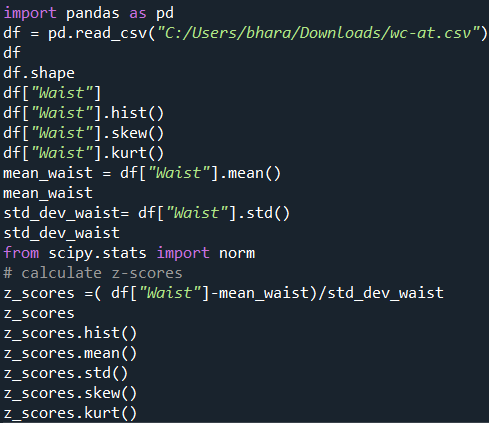 import pandas as pd
df = pd.read_csv("C:/Users/bhara/Downloads/wc-at.csv")
df
df.shape
df["Waist"]
df["Waist"].hist()
df["Waist"].skew()
df["Waist"].kurt()
mean_waist = df["Waist"].mean()
mean_waist
std_dev_waist= df["Waist"].std()
std_dev_waist
from scipy.stats import norm
# calculate z-scores
z_scores =( df["Waist"]-mean_waist)/std_dev_waist
z_scores
z_scores.hist()
z_scores.mean()
z_scores.std()
z_scores.skew()
z_scores.kurt()